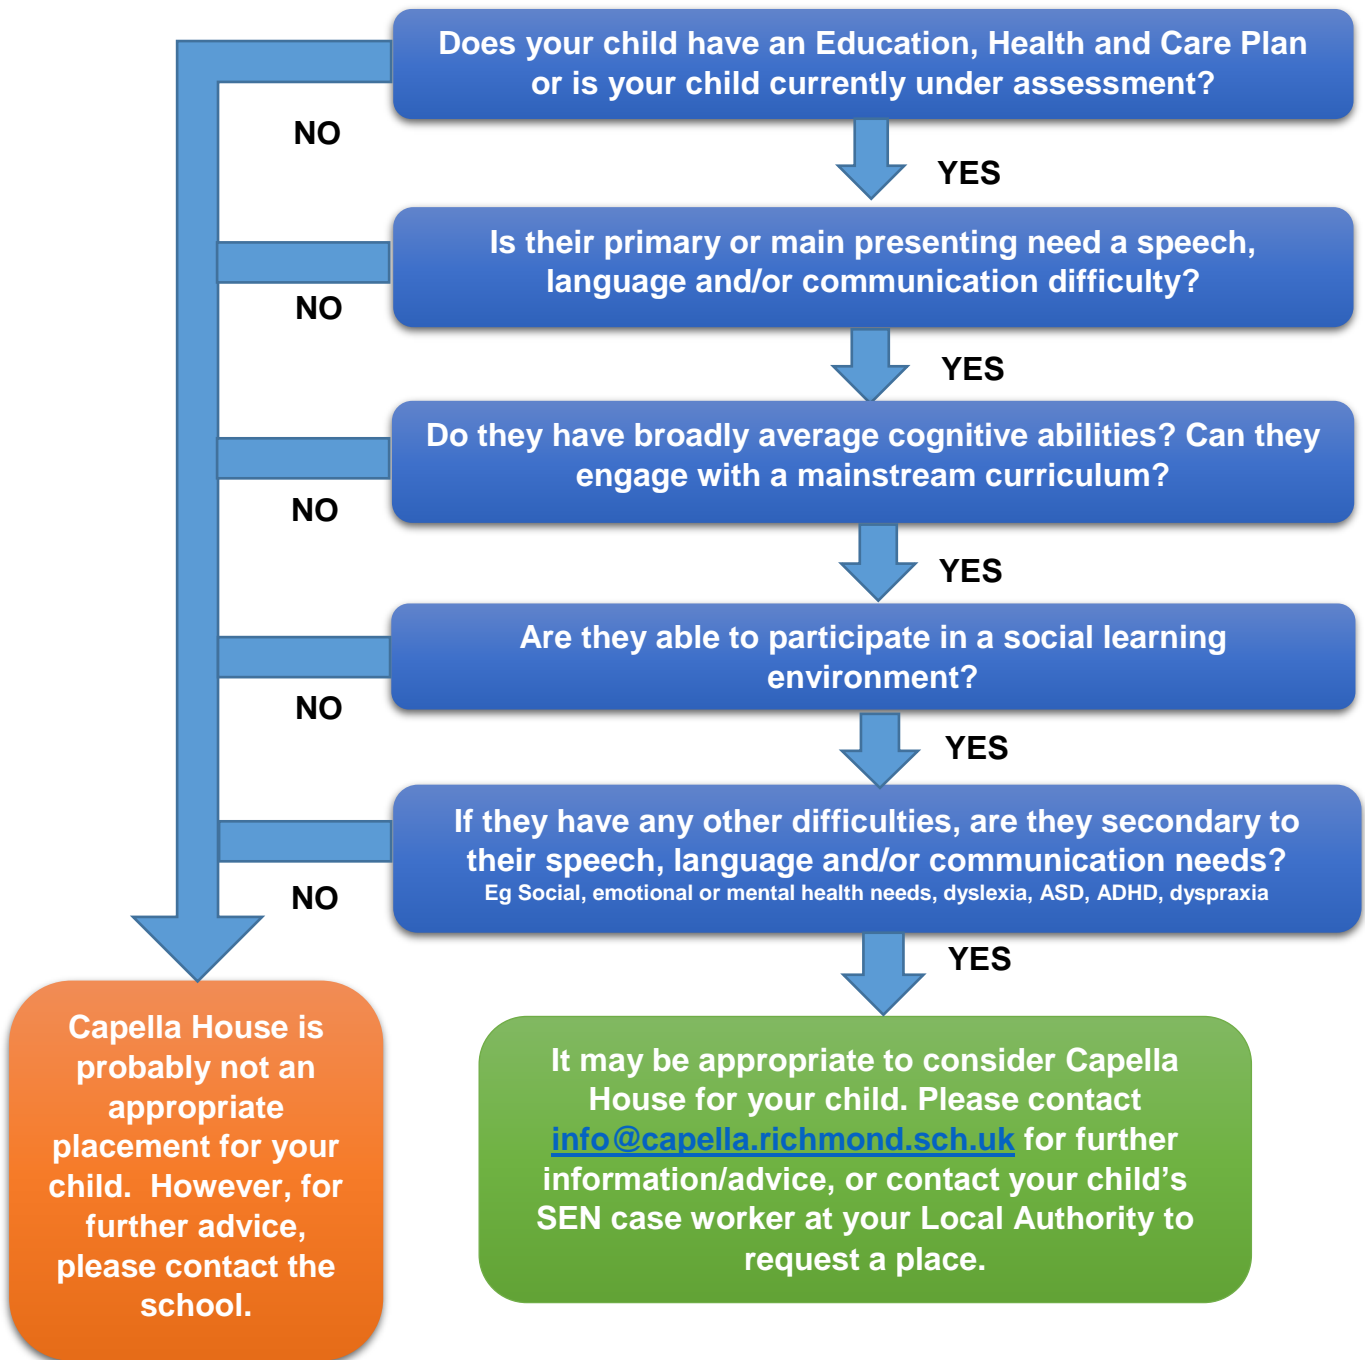 Does your child have an Education, Health and Care Plan
or is your child currently under assessment?
NO
YES
Is their primary or main presenting need a speech,
language and/or communication difficulty?
NO
YES
Do they have broadly average cognitive abilities? Can they
engage with a mainstream curriculum?
NO
YES
Are they able to participate in a social learning
environment?
NO
YES
If they have any other difficulties, are they secondary to
their speech, language and/or communication needs?
Eg Social, emotional or mental health needs, dyslexia, ASD, ADHD, dyspraxia
NO
YES
Capella House is
probably not an
appropriate
placement for your
child.  However, for
further advice,
please contact the
school.
It may be appropriate to consider Capella
House for your child. Please contact
info@capella.richmond.sch.uk for further
information/advice, or contact your child’s
SEN case worker at your Local Authority to
request a place.